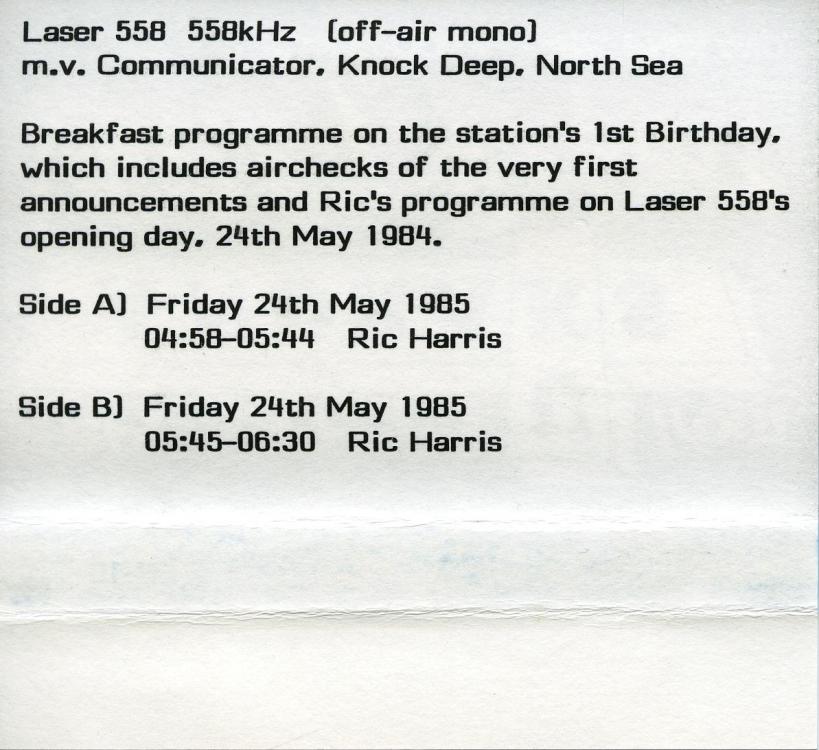 Laser 558 558kHz (off-air mono)
m.v. Communicator, Knock Deep, North Sea
Breakfast programme on the station's 1st Birthday,
which includes airchecks of the very first
announcements and Ric's programme on Laser 558's
opening day, 24th May 1984.
Side A) Friday 24th May 1985
04:58-05:44 Ric Harris
Side B) Friday 24th May 1985
05:45-06:30 Ric Harris